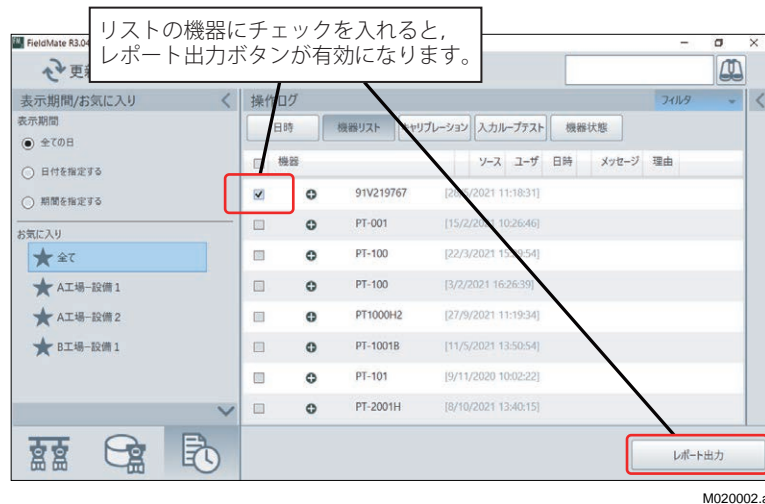 リストの機器にチェックを入れると，
レポート出力ボタンが有効になります。
FieldMate R3.04
更新
表示期間/お気に入り
操作ログ
フィルタ
表示期間
日時 機器リスト キャリブレーション 入力ループテスト 機器状態
全ての日
機器 ソース ユーザ 日時 メッセージ 理由
日付を指定する
期間を指定する
91V219767 [26/5/2021 11:18:31]
PT-001 [15/2/2021 10:26:46]
お気に入り
全て
PT-100 [22/3/2021 15:29:54]
A工場-設備 1
PT-100 [3/2/2021 16:26:39]
A工場-設備 2
PT1000H2 [27/9/2021 11:19:34]
B工場-設備 1
PT-1001B [11/5/2021 13:50:54]
PT-101 [9/11/2020 10:02:22]
PT-2001H [8/10/2021 13:40:15]
レポート出力
M020002.a